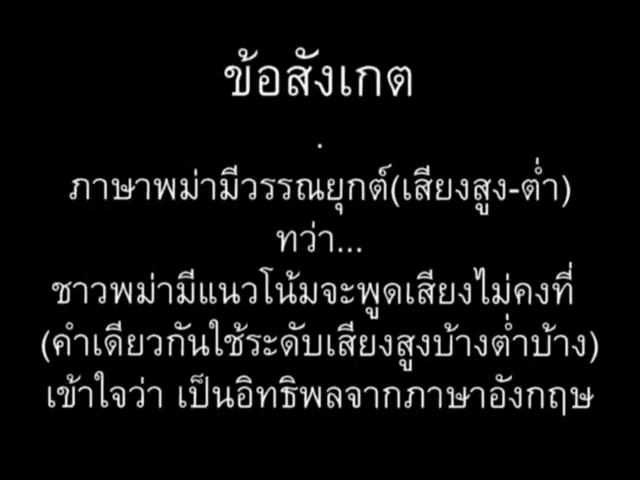 ข้อสังเกต
.
ภาษาพม่ามีวรรณยุกต์(เสียงสูง-ต่ำ)
ทว่า...
ชาวพม่ามีแนวโน้มจะพูดเสียงไม่คงที่
(คำเดียวกันใช้ระดับเสียงสูงบ้างต่ำบ้าง)
เข้าใจว่า เป็นอิทธิพลจากภาษาอังกฤษ